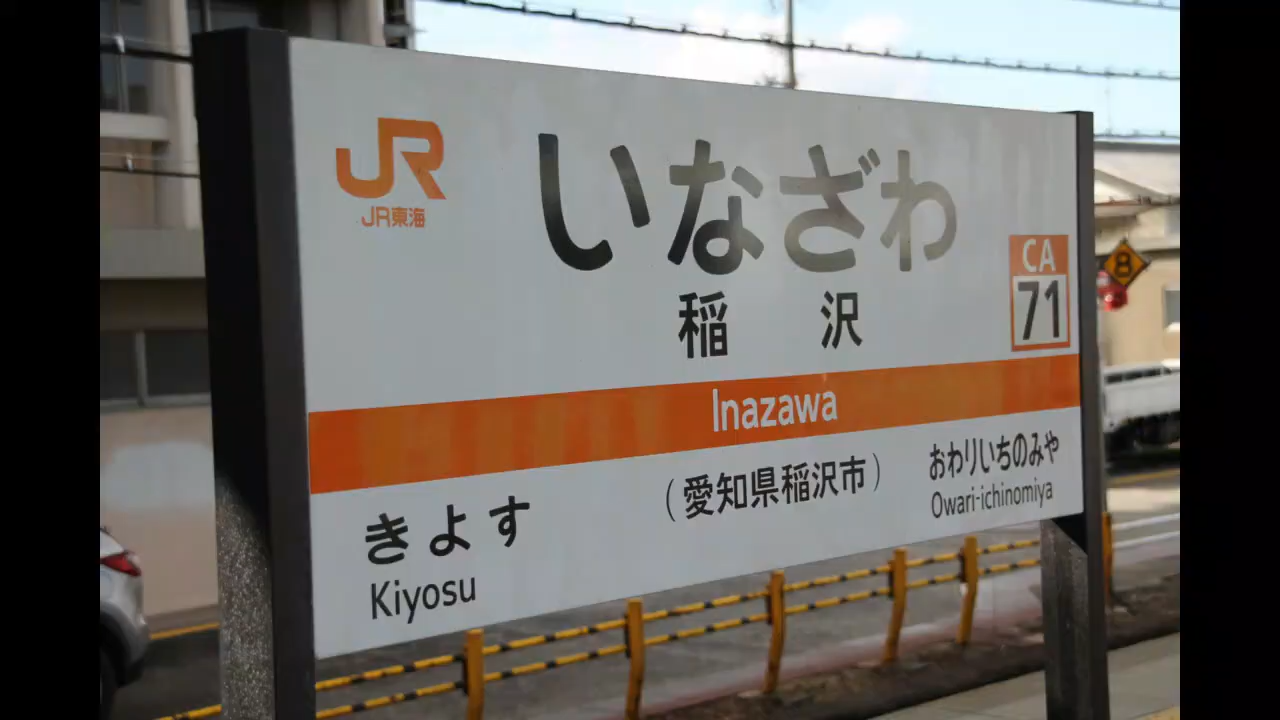 JR
JR東海
いなざわ
稲沢
CA
71
Inazawa
きよす
Kiyosu
(愛知県稲沢市)
おわりいちのみや
Owari-ichinomiya
8